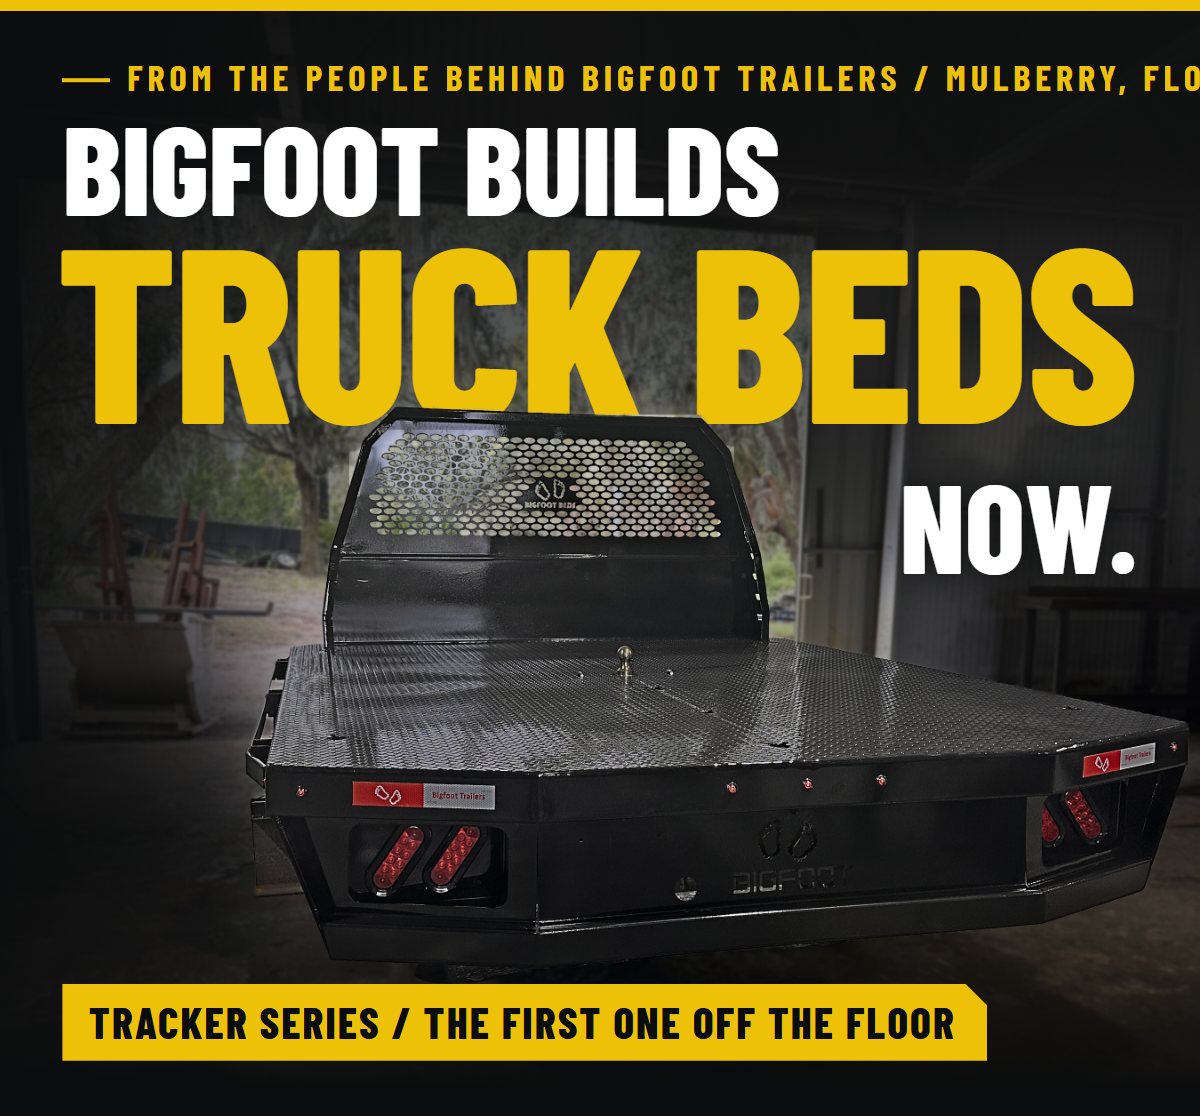 FROM THE PEOPLE BEHIND BIGFOOT TRAILERS / MULBERRY, FLO
BIGFOOT BUILDS
TRUCK BEDS
NOW.
BIGFOOT BEDS
Bigfoot Trailers
Bigfoot Trailers
BIGFOOT
TRACKER SERIES / THE FIRST ONE OFF THE FLOOR